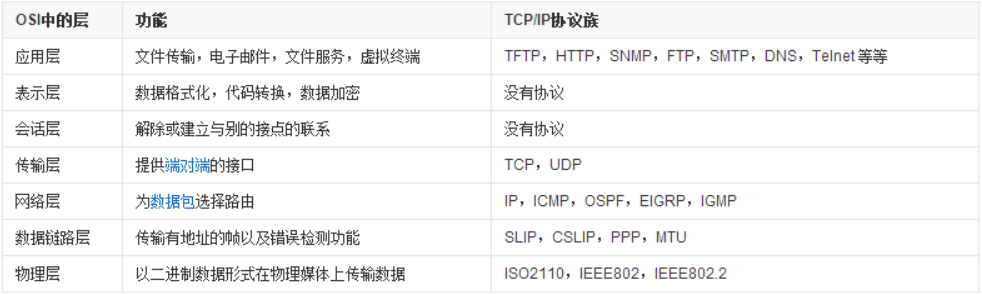 OSI中的层 功能 TCP/IP协议族
应用层 文件传输，电子邮件，文件服务，虚拟终端 TFTP，HTTP，SNMP，FTP，SMTP，DNS，Telnet等等
表示层 数据格式化，代码转换，数据加密 没有协议
会话层 解除或建立与别的接点的联系 没有协议
传输层 提供端对端的接口 TCP，UDP
网络层 为数据包选择路由 IP，ICMP，OSPF，EIGRP，IGMP
数据链路层 传输有地址的帧以及错误检测功能 SLIP，CSLIP，PPP，MTU
物理层 以二进制数据形式在物理媒体上传输数据 ISO2110，IEEE802，IEEE802.2